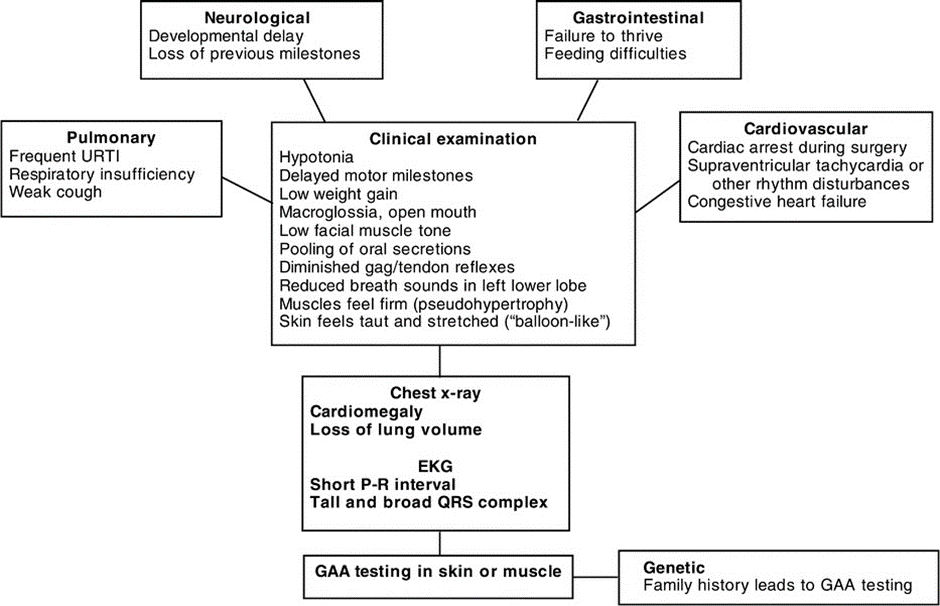 Neurological
Developmental delay
Loss of previous milestones
Gastrointestinal
Failure to thrive
Feeding difficulties
Pulmonary
Frequent URTI
Respiratory insufficiency
Weak cough
Clinical examination
Hypotonia
Delayed motor milestones
Low weight gain
Macroglossia, open mouth
Low facial muscle tone
Pooling of oral secretions
Diminished gag/tendon reflexes
Reduced breath sounds in left lower lobe
Muscles feel firm (pseudohypertrophy)
Skin feels taut and stretched (“balloon-like”)
Cardiovascular
Cardiac arrest during surgery
Supraventricular tachycardia or
other rhythm disturbances
Congestive heart failure
Chest x-ray
Cardiomegaly
Loss of lung volume
EKG
Short P-R interval
Tall and broad QRS complex
GAA testing in skin or muscle
Genetic
Family history leads to GAA testing